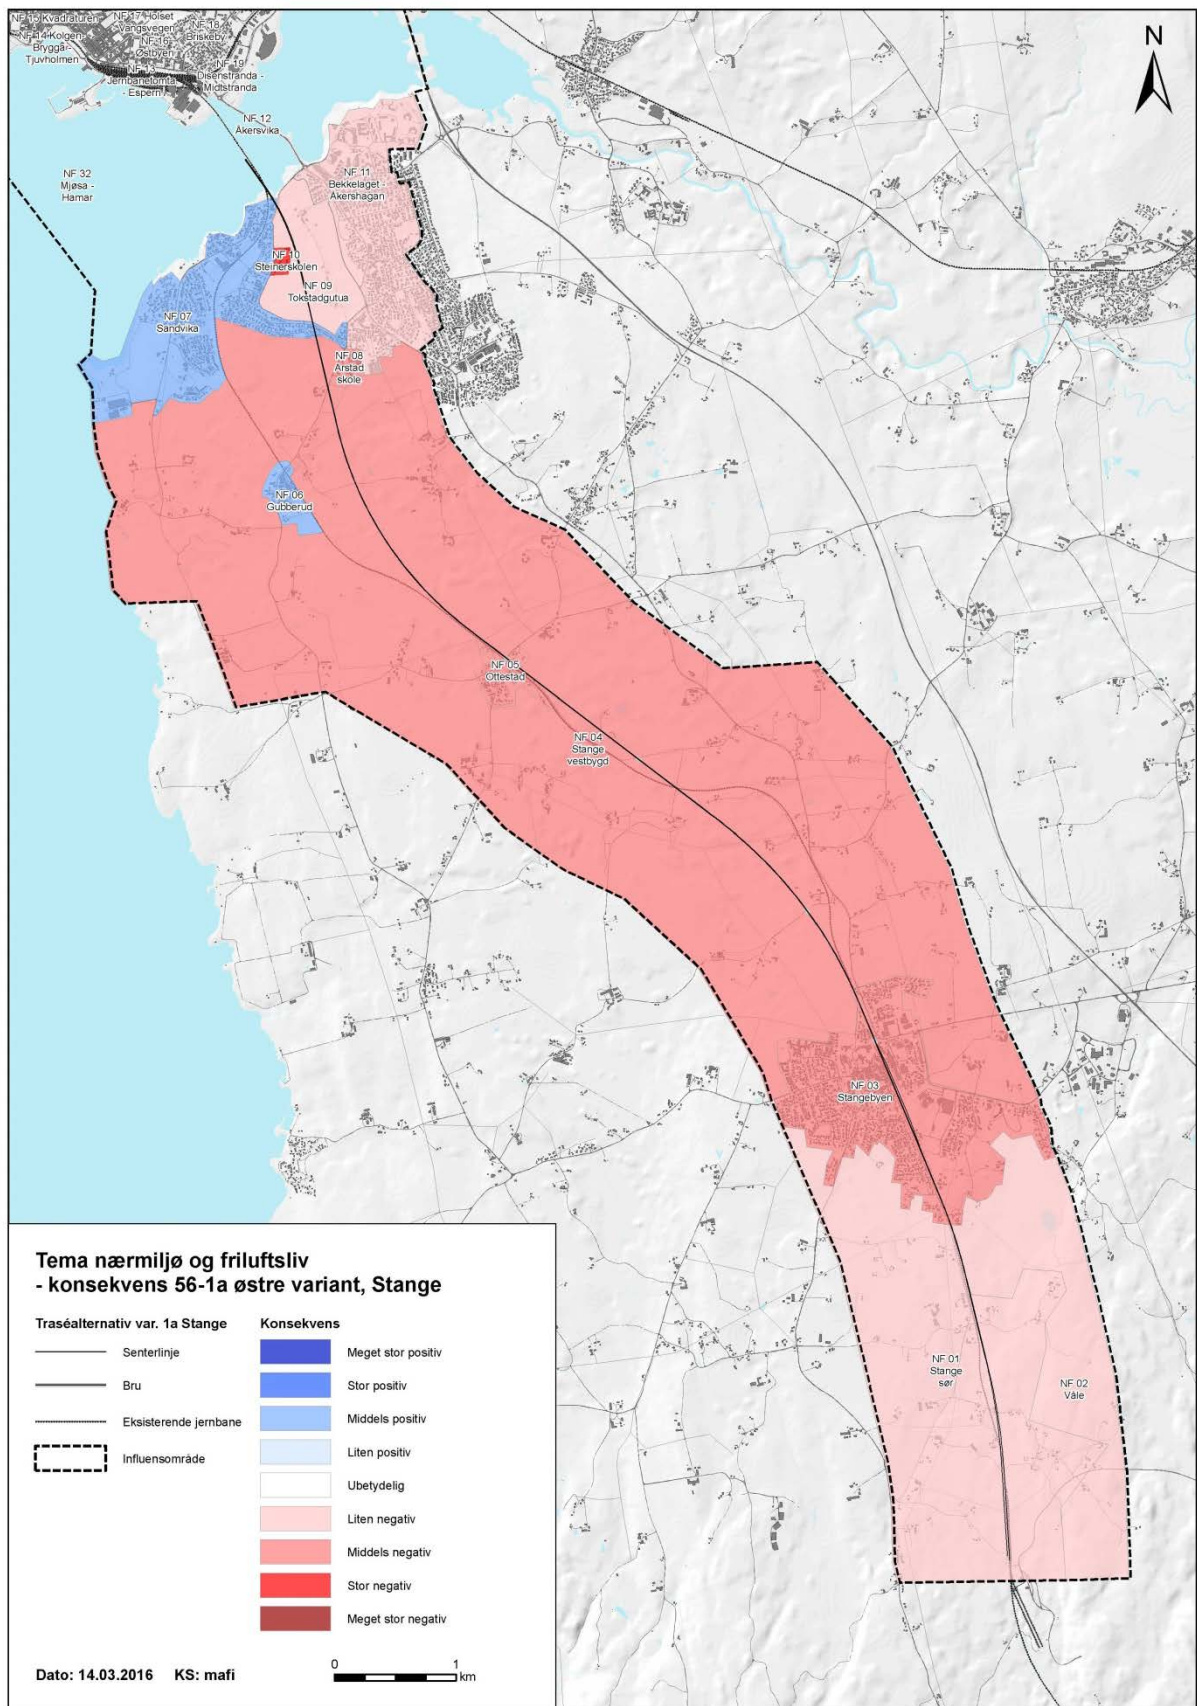 NF 15 Kvadraturen
NF 17 Holset
Vangsvegen
NF 18
Briskeby
NF 14 Kolgen-
Bryggår-
Tjuvholmen
NF 16
Østbyen
NF 13
Jernbanetomta
- Espern
NF 19
Disenstranda -
Midtstranda
NF 12
Åkersvika
N
NF 32
Mjøsa -
Hamar
NF 11
Bekkelaget -
Åkershagan
NF 10
Steinerskolen
NF 09
Tokstadgutua
NF 07
Sandvika
NF 08
Arstad
skole
NF 06
Gubberud
NF 05
Ottestad
NF 04
Stange
vestbygd
NF 03
Stangebyen
NF 01
Stange
sør
NF 02
Våle
Tema nærmiljø og friluftsliv
- konsekvens 56-1a østre variant, Stange
Traséalternativ var. 1a Stange
Senterlinje
Bru
Eksisterende jernbane
Influensområde
Konsekvens
Meget stor positiv
Stor positiv
Middels positiv
Liten positiv
Ubetydelig
Liten negativ
Middels negativ
Stor negativ
Meget stor negativ
Dato: 14.03.2016 KS: mafi
0 1
km